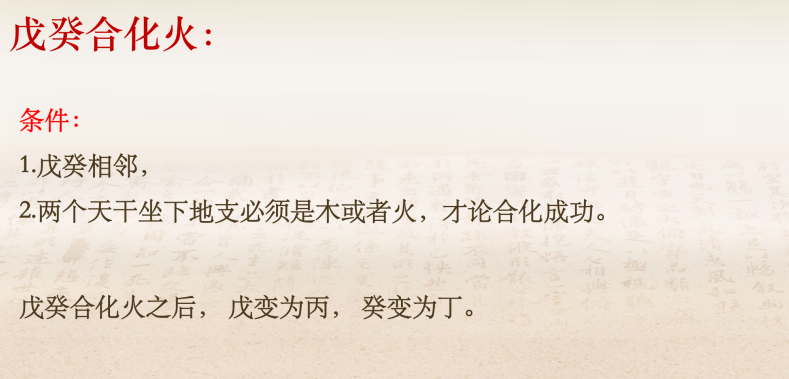 戊癸合化火：
条件：
1.戊癸相邻，
2.两个天干坐下地支必须是木或者火，才论合化成功。
戊癸合化火之后， 戊变为丙， 癸变为丁。